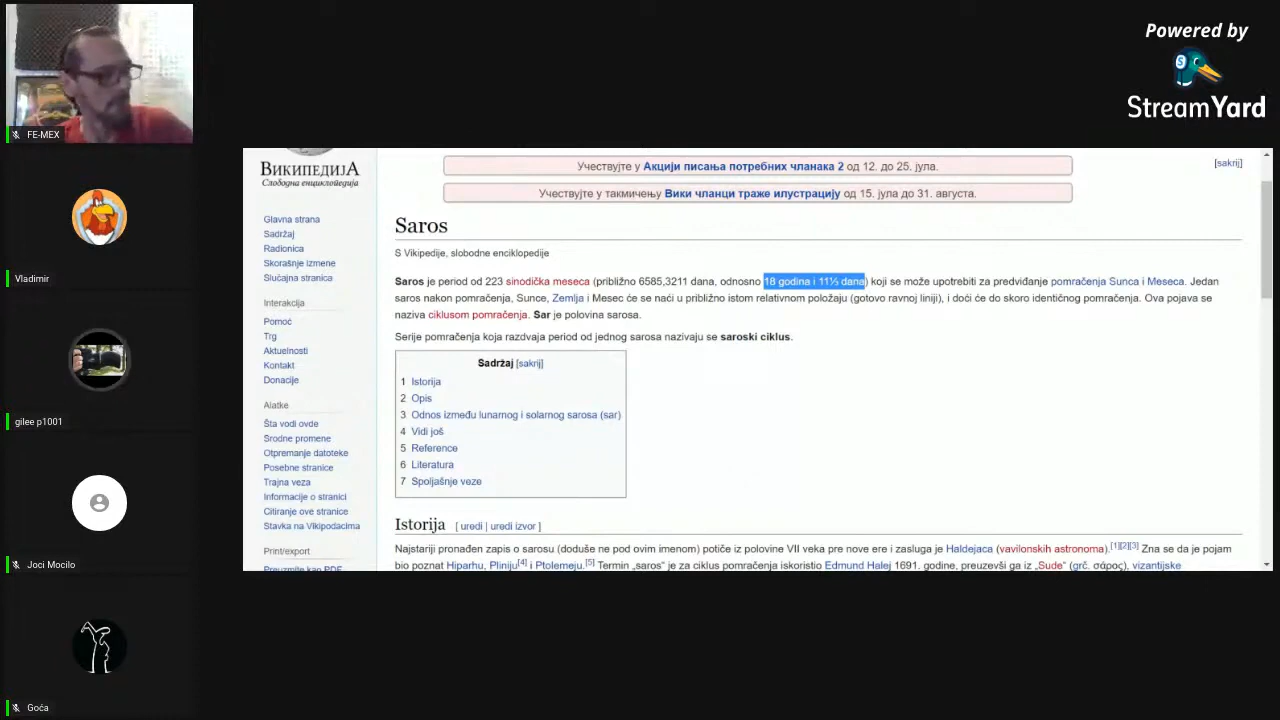 Powered by
StreamYard
FE-MEX
Vladimir
gilee p1001
Joci Mocilo
Goća
ВИКИПЕДИЈА
Слободна енциклопедија
Glavna strana
Sadržaj
Radionica
Skorašnje izmene
Slučajna stranica
Interakcija
Pomoć
Trg
Aktuelnosti
Kontakt
Donacije
Alatke
Šta vodi ovde
Srodne promene
Otpremanje datoteke
Posebne stranice
Trajna veza
Informacije o stranici
Citiranje ove stranice
Stavka na Vikipodacima
Print/export
Preuzmite kao PDF
Учествујте у Акцији писања потребних чланака 2 од 12. до 25. јула.
[sakrij]
Учествујте у такмичењу Вики чланци траже илустрацију од 15. јула до 31. августа.
Saros
S Vikipedije, slobodne enciklopedije
Saros je period od 223 sinodička meseca (približno 6585,3211 dana, odnosno 18 godina i 11⅓ dana) koji se može upotrebiti za predviđanje pomračenja Sunca i Meseca. Jedan
saros nakon pomračenja, Sunce, Zemlja i Mesec će se naći u približno istom relativnom položaju (gotovo ravnoj liniji), i doći će do skoro identičnog pomračenja. Ova pojava se
naziva ciklusom pomračenja. Sar je polovina sarosa.
Serije pomračenja koja razdvaja period od jednog sarosa nazivaju se saroski ciklus.
Sadržaj [sakrij]
1 Istorija
2 Opis
3 Odnos između lunarnog i solarnog sarosa (sar)
4 Vidi još
5 Reference
6 Literatura
7 Spoljašnje veze
Istorija [ uredi | uredi izvor ]
Najstariji pronađen zapis o sarosu (doduše ne pod ovim imenom) potiče iz polovine VII veka pre nove ere i zasluga je Haldejaca (vavilonskih astronoma).[1][2][3] Zna se da je pojam
bio poznat Hiparhu, Pliniju[4] i Ptolemeju.[5] Termin „saros" je za ciklus pomračenja iskoristio Edmund Halej 1691. godine, preuzevši ga iz „Sude" (grč. σάρος), vizantijske